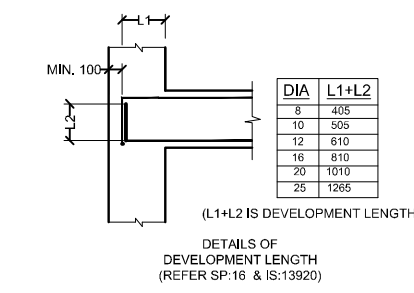 L1
MIN. 100
L2
DIA L1+L2
8 405
10 505
12 610
16 810
20 1010
25 1265
(L1+L2 IS DEVELOPMENT LENGTH
DETAILS OF
DEVELOPMENT LENGTH
(REFER SP:16 & IS:13920)